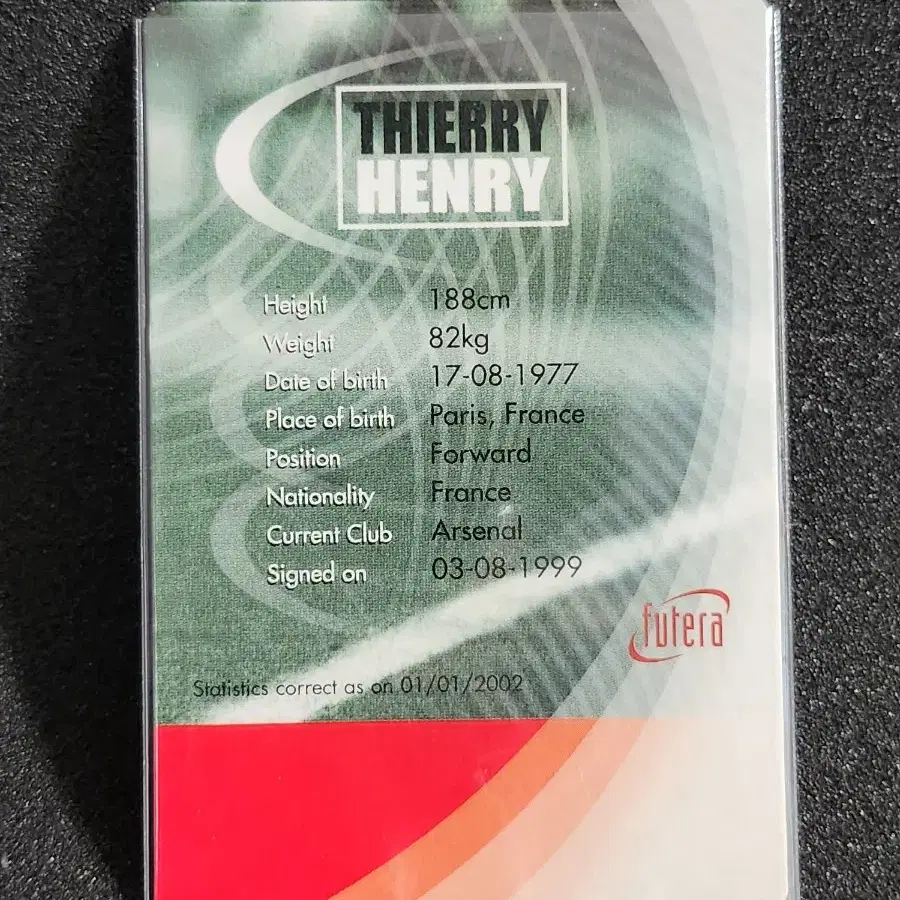 THIERRY
HENRY
Height 188cm
Weight 82kg
Date of birth 17-08-1977
Place of birth Paris, France
Position Forward
Nationality France
Current Club Arsenal
Signed on 03-08-1999
futera
Statistics correct as on 01/01/2002